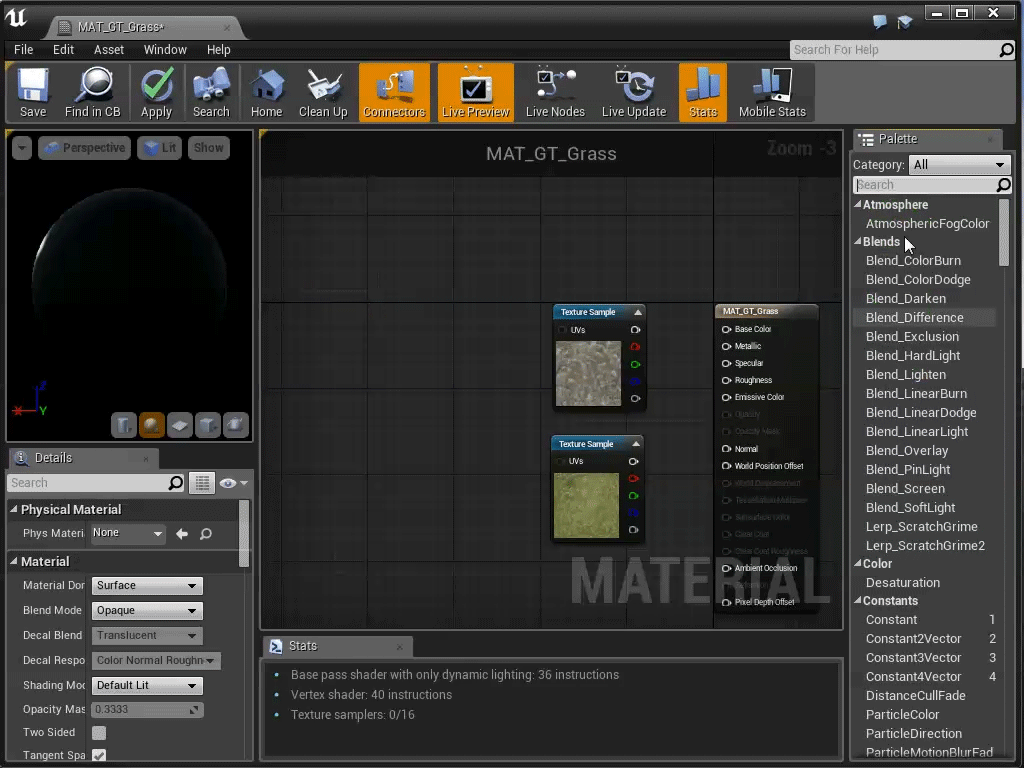 MAT_GT_Grass*
File Edit Asset Window Help
Search For Help
Save Find in CB Apply Search Home Clean Up Connectors Live Preview Live Nodes Live Update Stats Mobile Stats
Perspective Lit Show
MAT_GT_Grass
Zoom -3
Palette
Category: All
Search
Atmosphere
AtmosphericFogColor
Blends
Blend_ColorBurn
Blend_ColorDodge
Blend_Darken
Blend_Difference
Blend_Exclusion
Blend_HardLight
Blend_Lighten
Blend_LinearBurn
Blend_LinearDodge
Blend_LinearLight
Blend_Overlay
Blend_PinLight
Blend_Screen
Blend_SoftLight
Lerp_ScratchGrime
Lerp_ScratchGrime2
Color
Desaturation
Constants
Constant 1
Constant2Vector 2
Constant3Vector 3
Constant4Vector 4
DistanceCullFade
ParticleColor
ParticleDirection
ParticleMotionBlurFad
Texture Sample
UVs
Texture Sample
UVs
MAT_GT_Grass
Base Color
Metallic
Specular
Roughness
Emissive Color
Opacity
Opacity Mask
Normal
World Position Offset
World Displacement
Tessellation Multiplier
Subsurface Color
Clear Coat
Clear Coat Roughness
Ambient Occlusion
Refraction
Pixel Depth Offset
MATERIAL
Z
X Y
Details
Search
Physical Material
Phys Materi None
Material
Material Dor Surface
Blend Mode Opaque
Decal Blend Translucent
Decal Respo Color Normal Roughn
Shading Moc Default Lit
Opacity Mas 0.3333
Two Sided
Tangent Spa
Stats
• Base pass shader with only dynamic lighting: 36 instructions
• Vertex shader: 40 instructions
• Texture samplers: 0/16